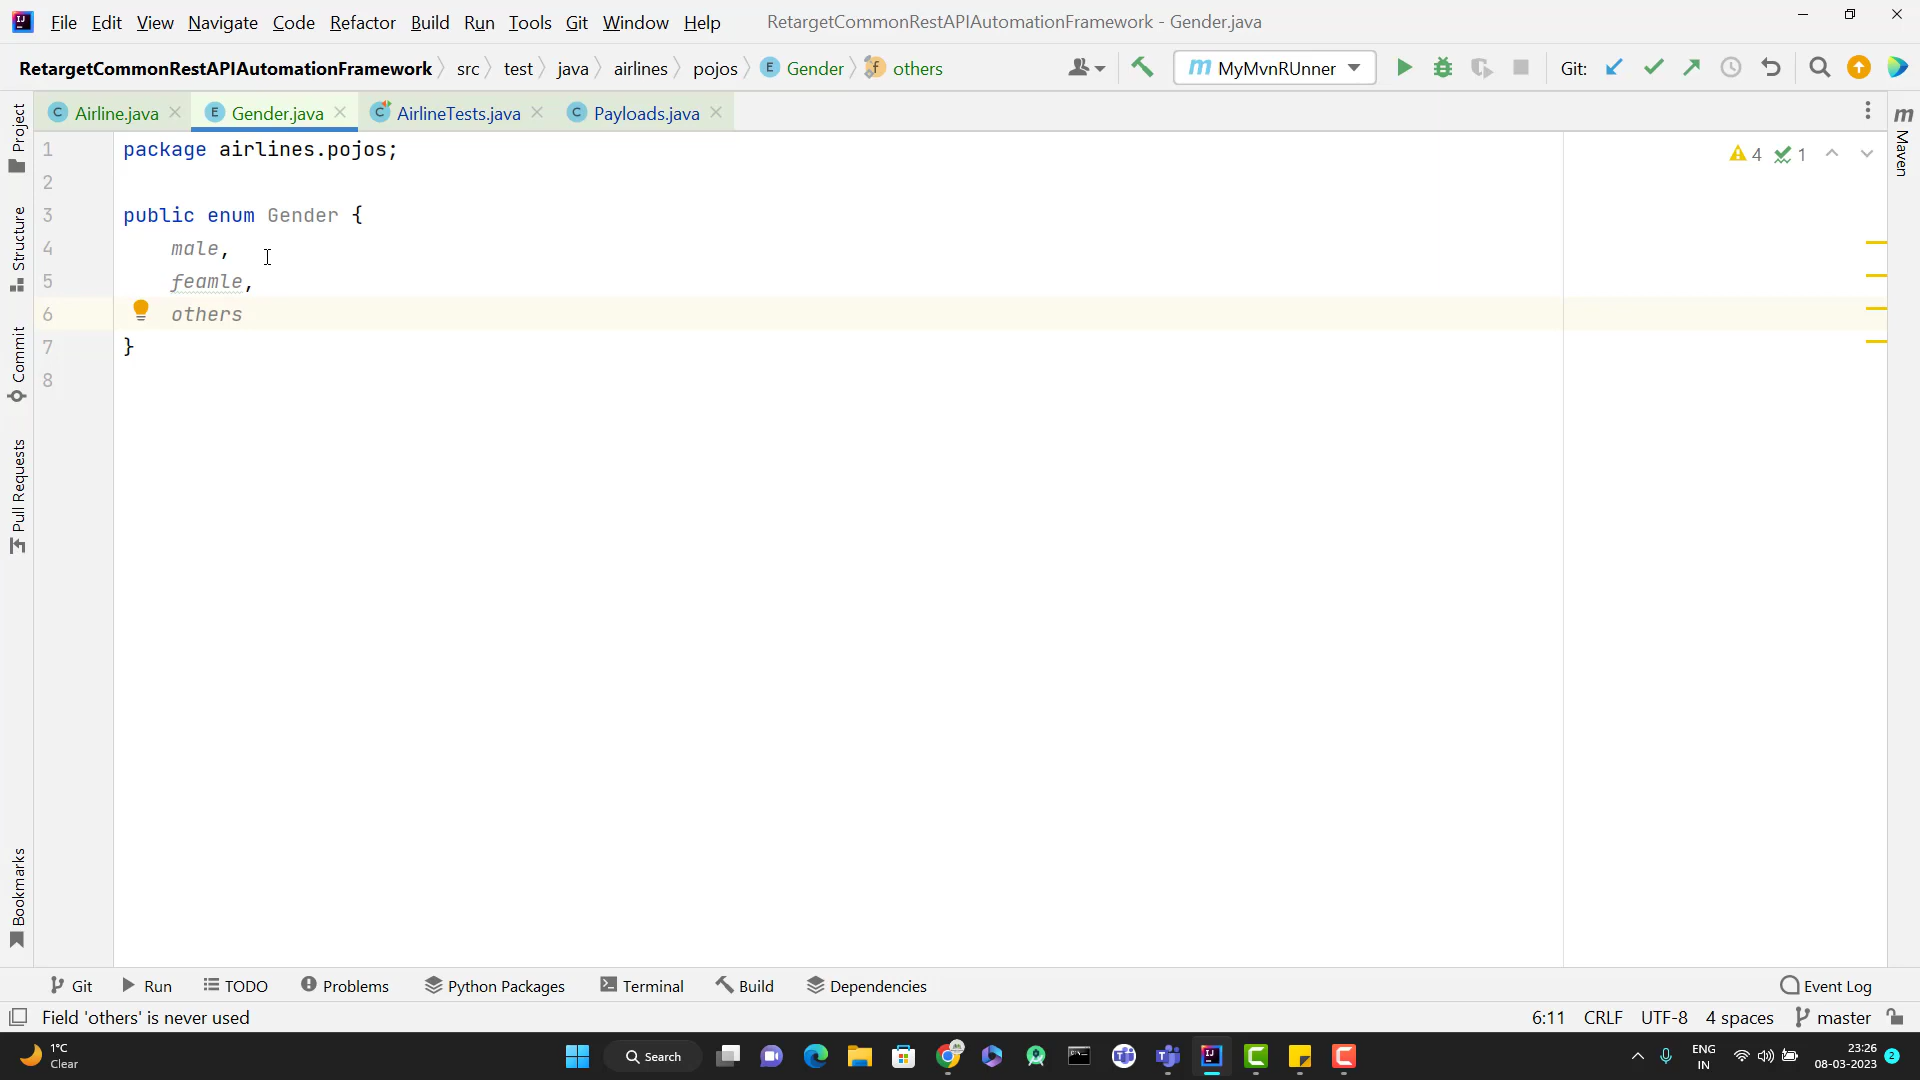 File Edit View Navigate Code Refactor Build Run Tools Git Window Help RetargetCommonRestAPIAutomationFramework - Gender.java
RetargetCommonRestAPIAutomationFramework src test java airlines pojos E Gender f others m MyMvnRUnner Git:
C Airline.java E Gender.java C AirlineTests.java C Payloads.java
Project
Structure
Commit
Pull Requests
Bookmarks
m Maven
4 1
1 package airlines.pojos;
2
3 public enum Gender {
4 male,
5 feamle,
6 others
7 }
8
Git Run TODO Problems Python Packages Terminal Build Dependencies Event Log
Field 'others' is never used 6:11 CRLF UTF-8 4 spaces master
1°C
Clear
Search
ENG
IN
23:26
08-03-2023
2